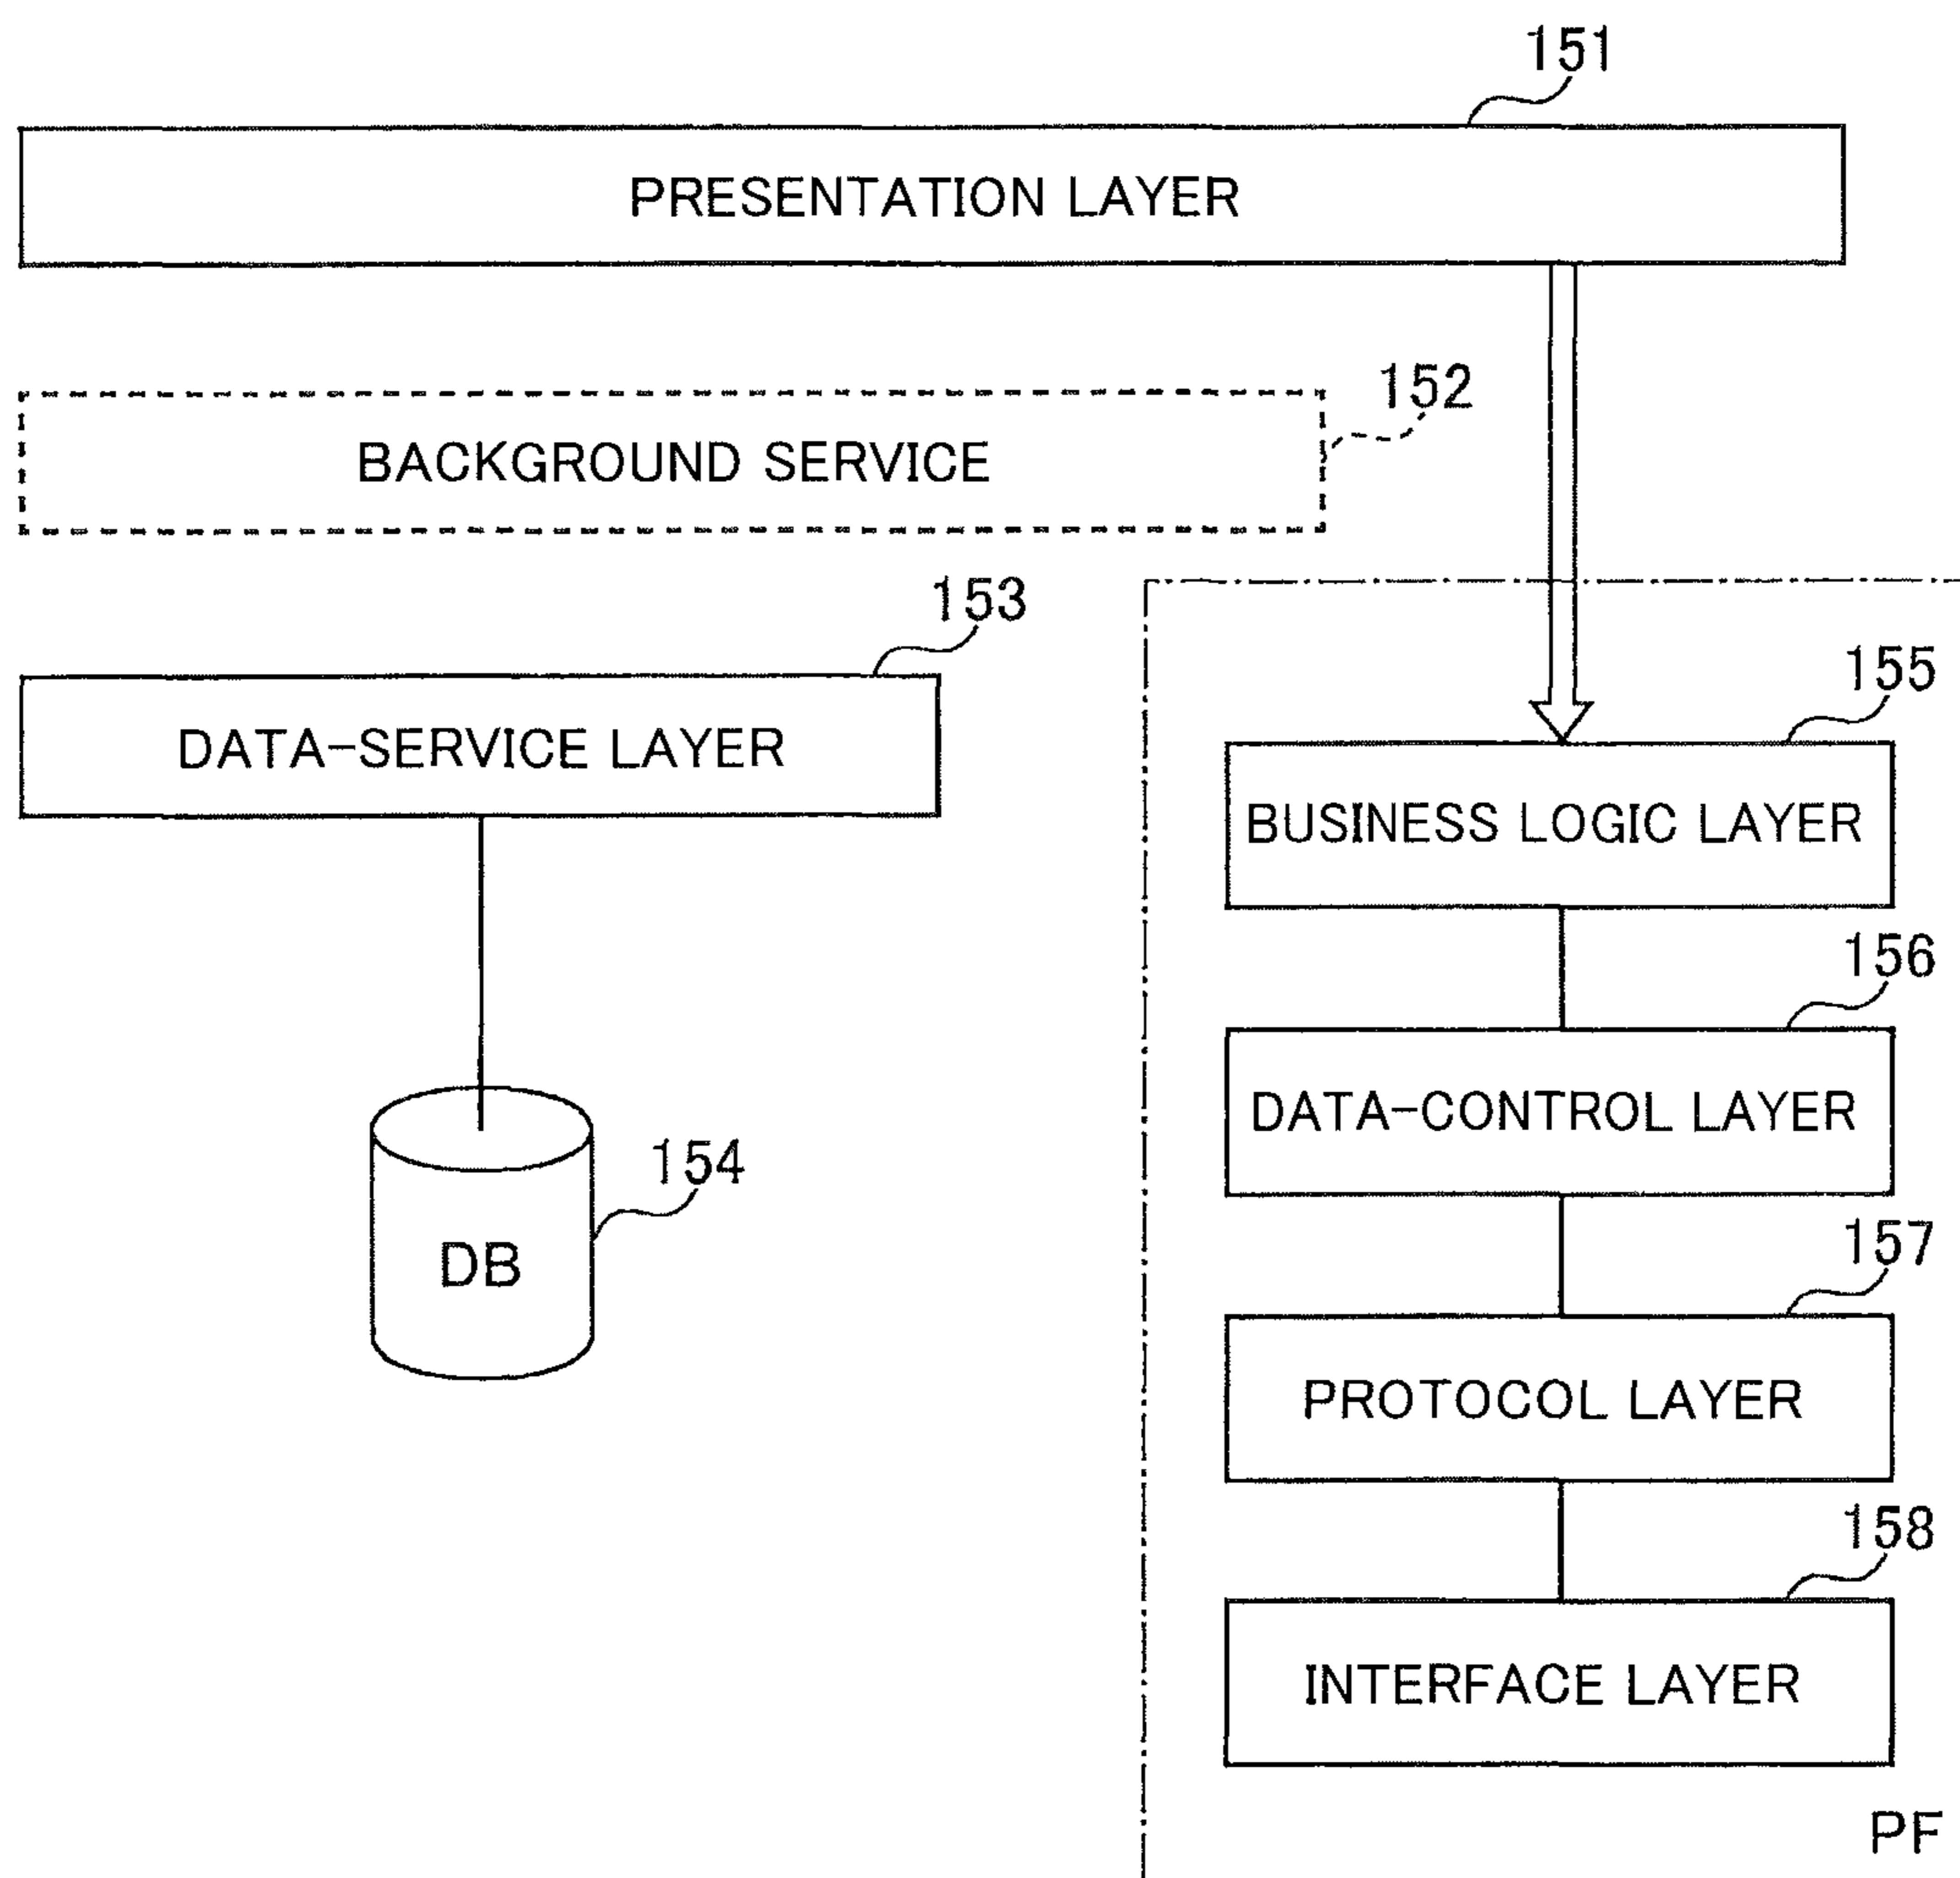 151
PRESENTATION LAYER
152
BACKGROUND SERVICE
153
DATA-SERVICE LAYER
154
DB
155
BUSINESS LOGIC LAYER
156
DATA-CONTROL LAYER
157
PROTOCOL LAYER
158
INTERFACE LAYER
PF